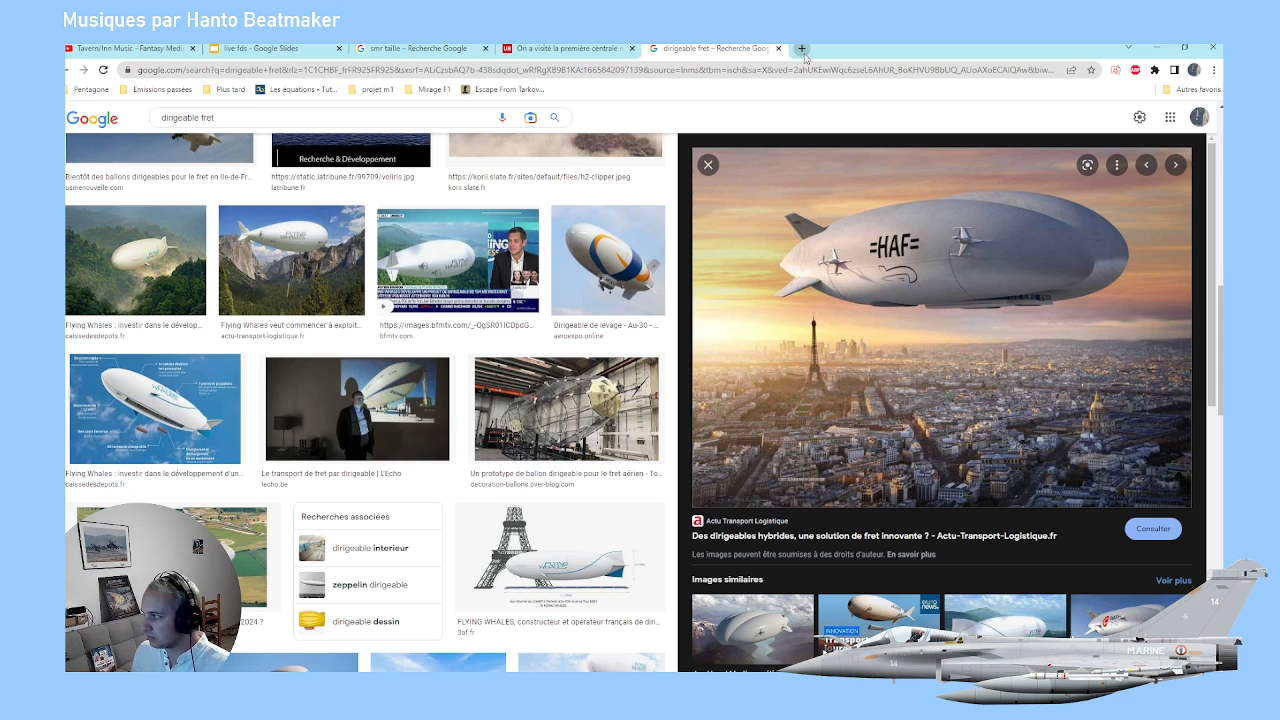 Musiques par Hanto Beatmaker
Tavern/Inn Music - Fantasy Medi
live fds - Google Slides
smr taille – Recherche Google
On a visité la première centrale n
dirigeable fret – Recherche Goog
Pentagone
Emissions passées
Plus tard
Les équations • Tut...
projet m1
Mirage F1
Escape From Tarkov...
Autres favoris
Google
dirigeable fret
Recherche & Développement
Bientôt des ballons dirigeables pour le fret en Ile-de-Fr...
usinenouvelle.com
https://static.latribune.fr/99709/voliris.jpg
latribune.fr
https://korii.slate.fr/sites/default/files/h2-clipper.jpeg
korii.slate.fr
=HAF=
Flying Whales : investir dans le dévelop...
caissedesdepots.fr
Flying Whales veut commencer à exploit...
actu-transport-logistique.fr
https://images.bfmtv.com/_-QgSR01ICDpdG...
bfmtv.com
Dirigeable de levage - Au-30 - ...
aeroexpo.online
Flying Whales : investir dans le développement d'un...
caissedesdepots.fr
Le transport de fret par dirigeable | L'Echo
lecho.be
Un prototype de ballon dirigeable pour le fret aérien - To...
decoration-ballons.over-blog.com
Recherches associées
dirigeable interieur
zeppelin dirigeable
dirigeable dessin
2024 ?
FLYING WHALES, constructeur et opérateur français de diri...
3af.fr
Actu Transport Logistique
Des dirigeables hybrides, une solution de fret innovante ? - Actu-Transport-Logistique.fr
Consulter
Les images peuvent être soumises à des droits d'auteur. En savoir plus
Images similaires
Voir plus
euro
news.
INNOVATION
14
MARINE
14